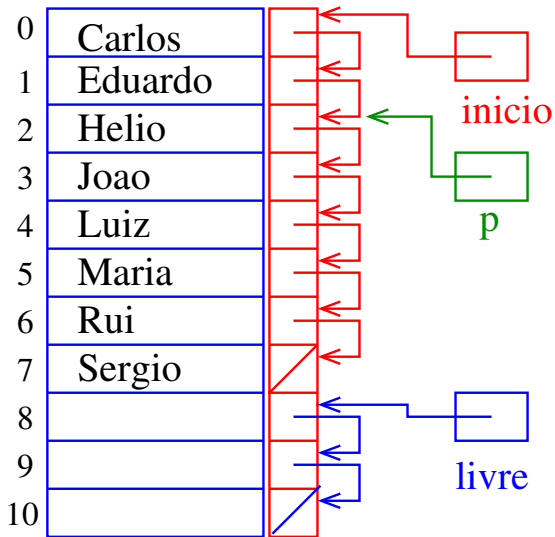 0 Carlos
1 Eduardo
inicio
2 Helio
3 Joao
p
4 Luiz
5 Maria
6 Rui
7 Sergio
8
livre
9
10